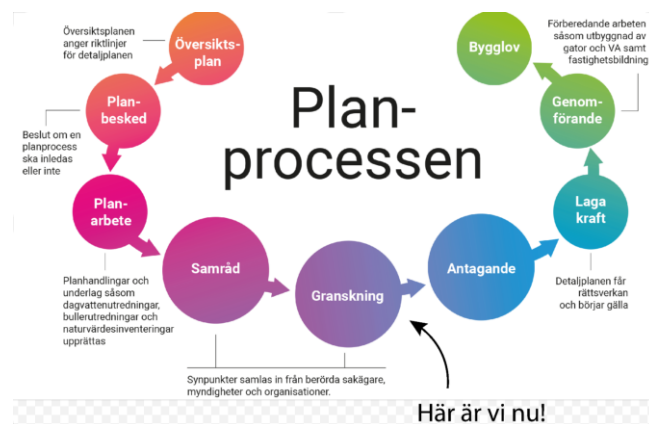 Plan-
processen
Översiktsplanen
anger riktlinjer
för detaljplanen
Översikts-
plan
Plan-
besked
Beslut om en
planprocess
ska inledas
eller inte
Plan-
arbete
Planhandlingar och
underlag såsom
dagvattenutredningar,
bullerutredningar och
naturvärdesinventeringar
upprättas
Samråd
Granskning
Synpunkter samlas in från berörda sakägare,
myndigheter och organisationer.
Här är vi nu!
Antagande
Laga
kraft
Detaljplanen får
rättsverkan
och börjar gälla
Genom-
förande
Förberedande arbeten
såsom utbyggnad av
gator och VA samt
fastighetsbildning
Bygglov